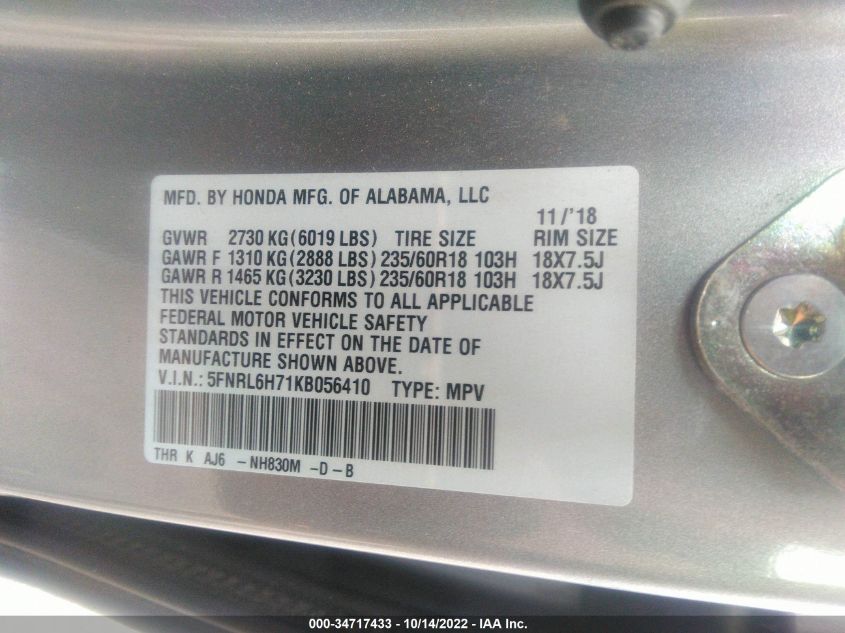 MFD. BY HONDA MFG. OF ALABAMA, LLC
11/'18
GVWR 2730 KG(6019 LBS) TIRE SIZE RIM SIZE
GAWR F 1310 KG(2888 LBS) 235/60R18 103H 18X7.5J
GAWR R 1465 KG(3230 LBS) 235/60R18 103H 18X7.5J
THIS VEHICLE CONFORMS TO ALL APPLICABLE
FEDERAL MOTOR VEHICLE SAFETY
STANDARDS IN EFFECT ON THE DATE OF
MANUFACTURE SHOWN ABOVE.
V.I.N.: 5FNRL6H71KB056410 TYPE: MPV
THR K AJ6 -NH830M -D-B
000-34717433 - 10/14/2022 - IAA Inc.